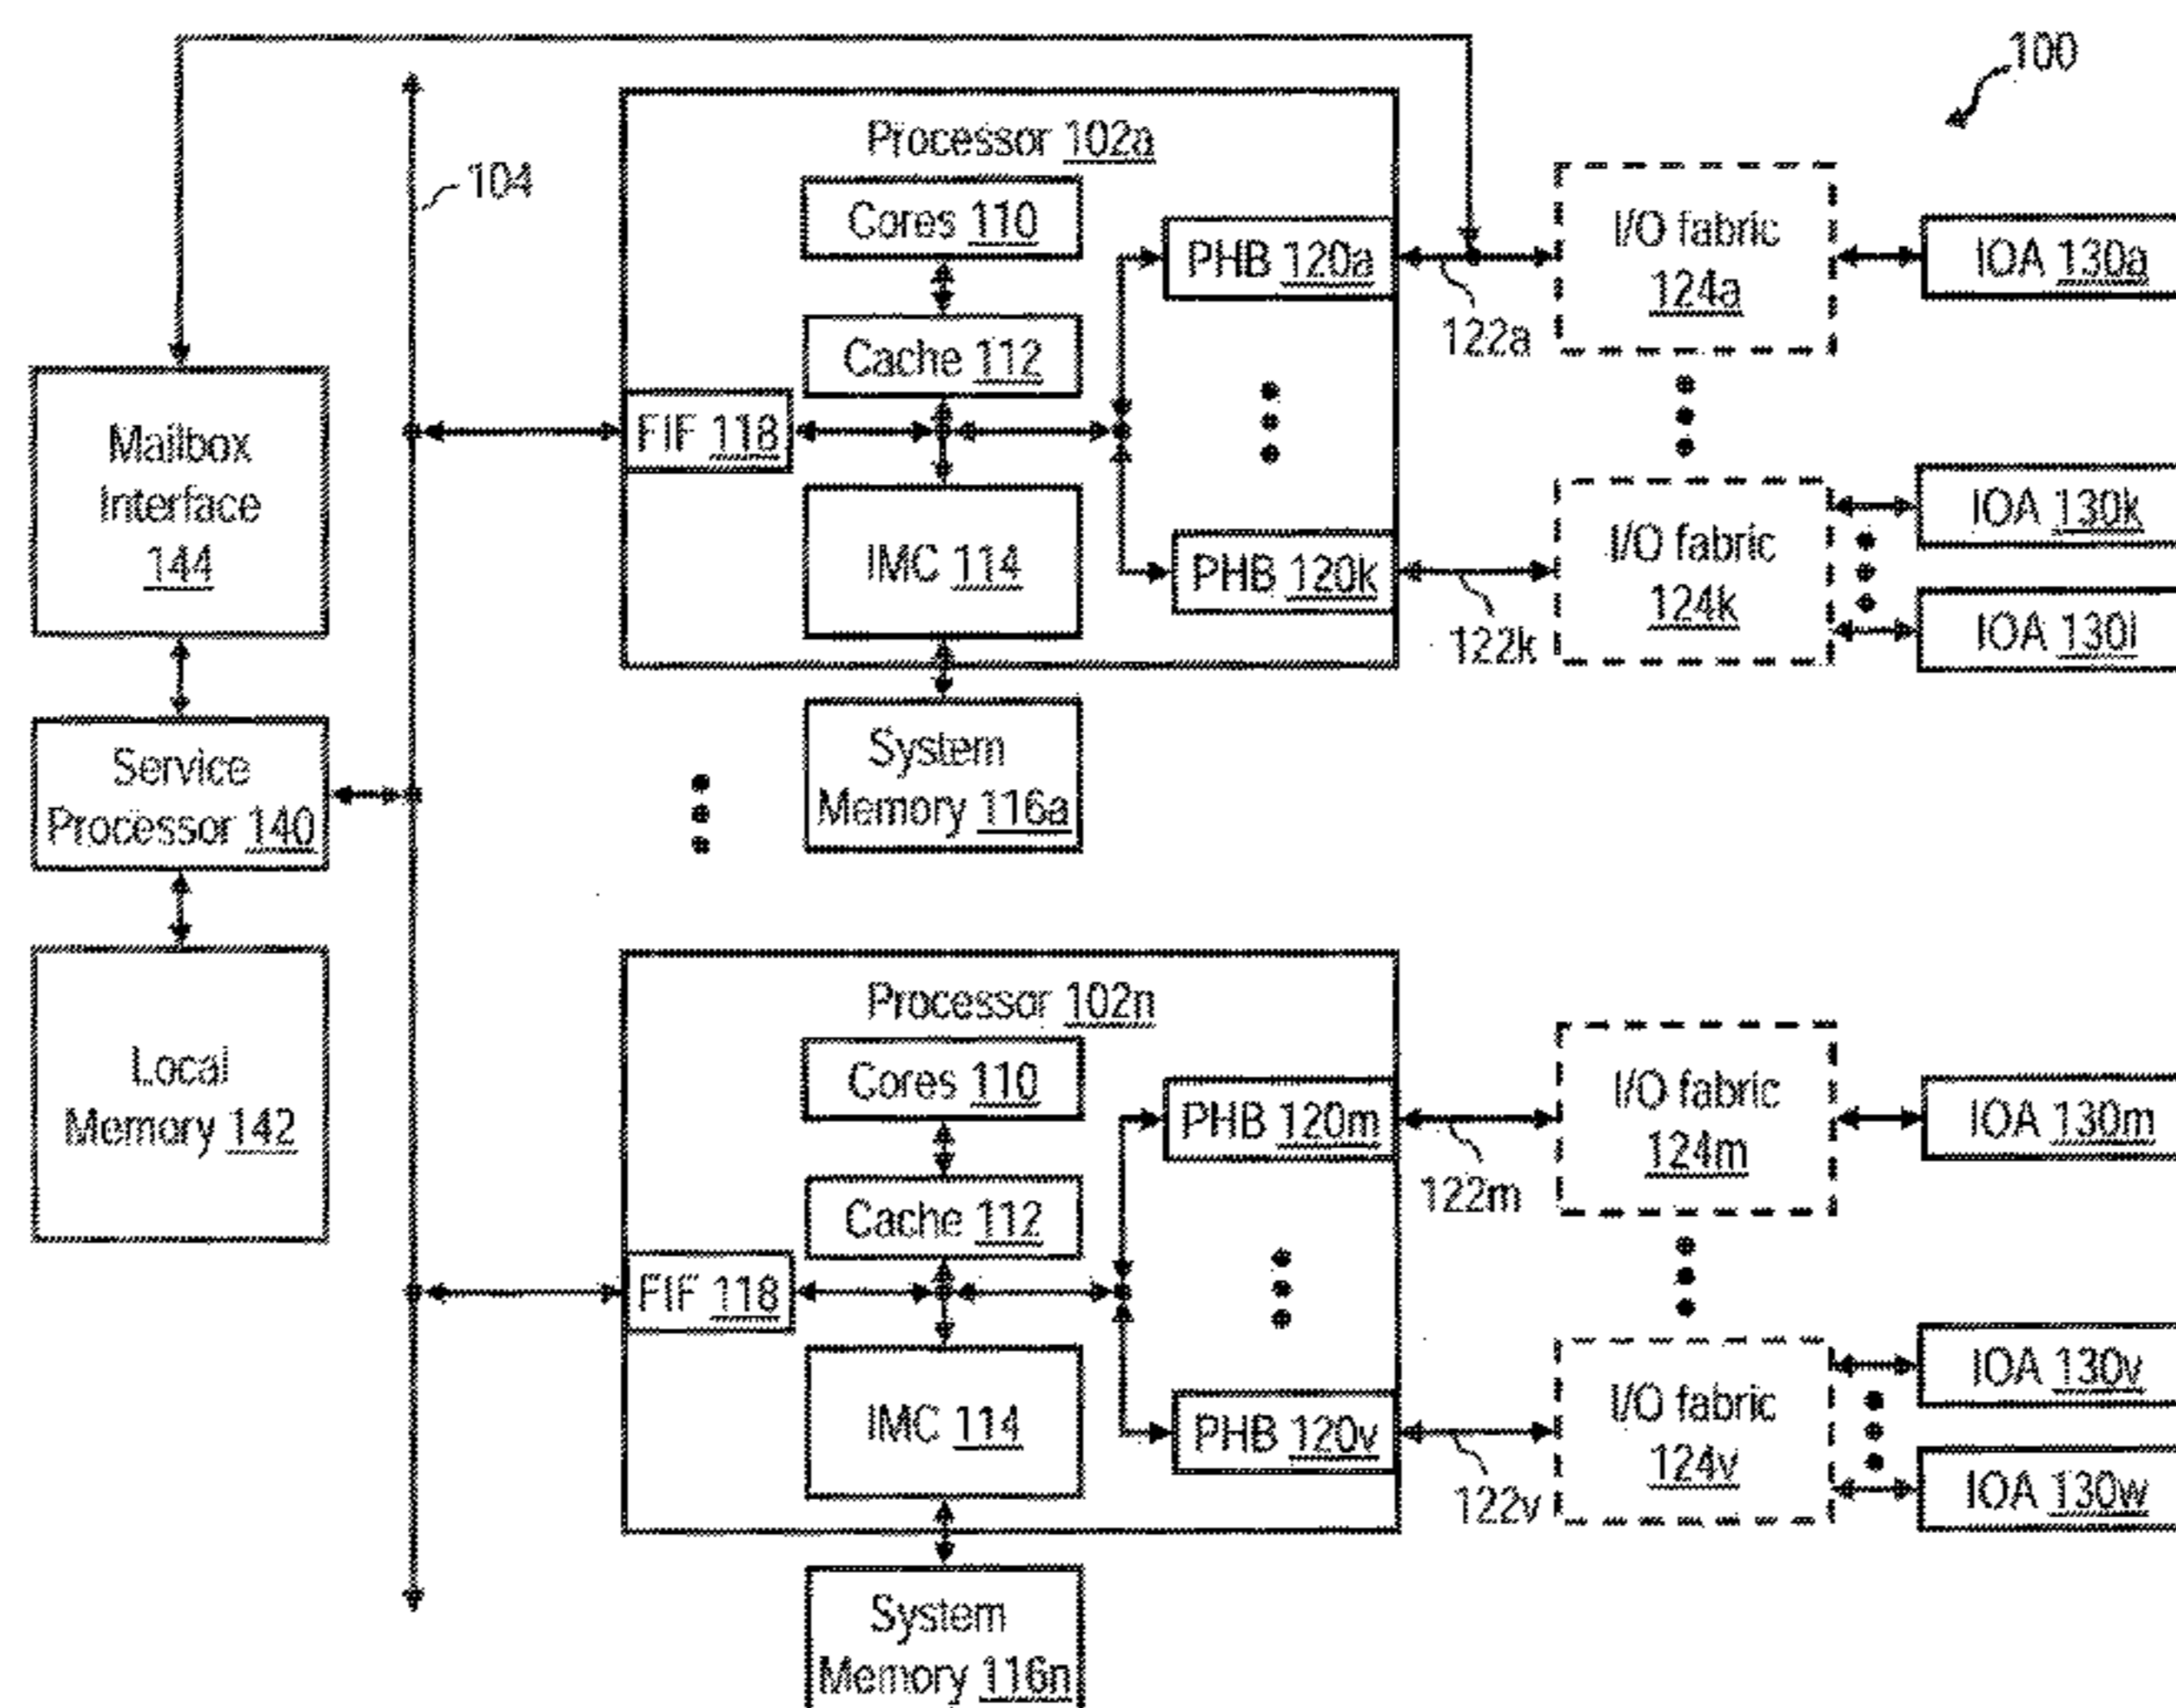 100
104
Processor 102a
Cores 110
Cache 112
FIF 118
IMC 114
PHB 120a
PHB 120k
122a
122k
I/O fabric
124a
I/O fabric
124k
IOA 130a
IOA 130k
IOA 130l
System
Memory 116a
Mailbox
Interface
144
Service
Processor 140
Local
Memory 142
Processor 102n
Cores 110
Cache 112
FIF 118
IMC 114
PHB 120m
PHB 120v
122m
122v
I/O fabric
124m
I/O fabric
124v
IOA 130m
IOA 130v
IOA 130w
System
Memory 116n